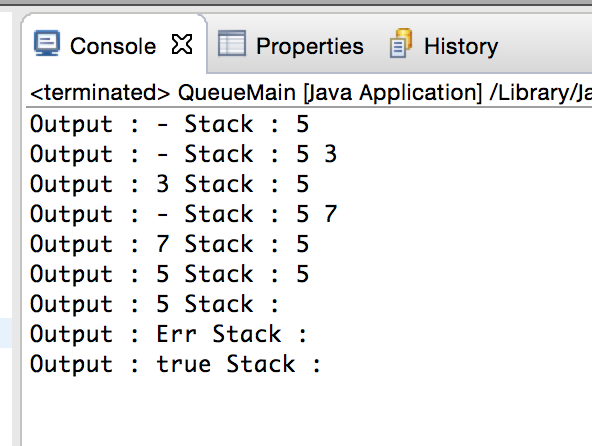 Console Properties History
<terminated> QueueMain [Java Application] /Library/Ja
Output : - Stack : 5
Output : - Stack : 5 3
Output : 3 Stack : 5
Output : - Stack : 5 7
Output : 7 Stack : 5
Output : 5 Stack : 5
Output : 5 Stack :
Output : Err Stack :
Output : true Stack :